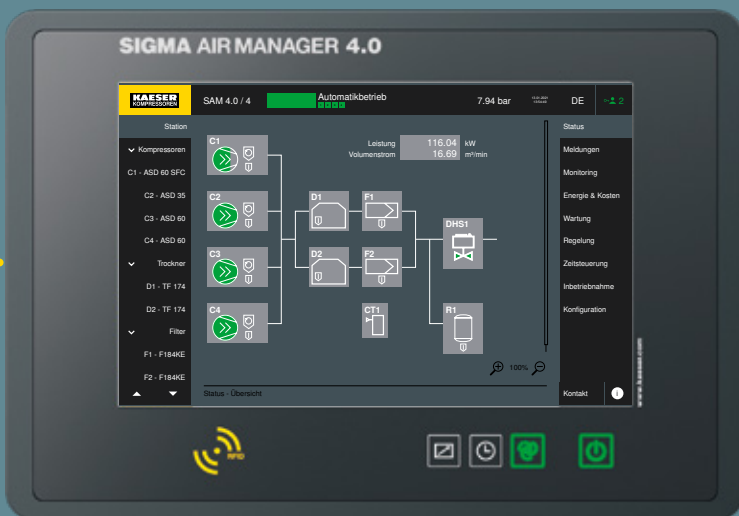 SIGMA AIR MANAGER 4.0
KAESER
KOMPRESSOREN
SAM 4.0 / 4
Automatikbetrieb
7.94 bar
DE
2
Station
Kompressoren
C1 - ASD 60 SFC
C2 - ASD 35
C3 - ASD 60
C4 - ASD 60
Trockner
D1 - TF 174
D2 - TF 174
Filter
F1 - F184KE
F2 - F184KE
Leistung 116.04 kW
Volumenstrom 16.69 m³/min
C1
C2
D1
F1
DHS1
C3
D2
F2
C4
CT1
R1
100%
Status - Übersicht
Status
Meldungen
Monitoring
Energie & Kosten
Wartung
Regelung
Zeitsteuerung
Inbetriebnahme
Konfiguration
Kontakt
i
www.kaeser.com
RFID